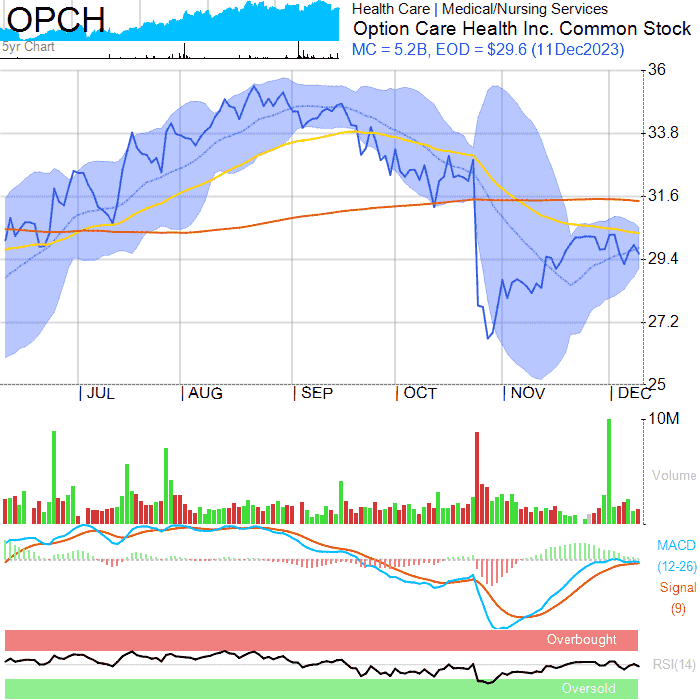 OPCH
5yr Chart
Health Care | Medical/Nursing Services
Option Care Health Inc. Common Stock
MC = 5.2B, EOD = $29.6 (11Dec2023)
36
33.8
31.6
29.4
27.2
25
JUL AUG SEP OCT NOV DEC
10M
Volume
MACD
(12-26)
Signal
(9)
Overbought
RSI(14)
Oversold